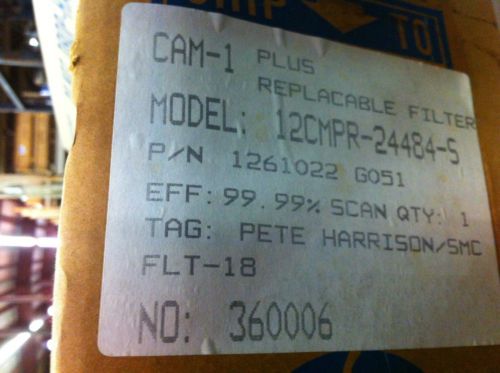 SHIP
TO
CAM-1 PLUS
REPLACABLE FILTER
MODEL: 12CMPR-24484-S
P/N 1261022 G051
EFF: 99.99% SCAN QTY: 1
TAG: PETE HARRISON/SMC
FLT-18
NO: 360006